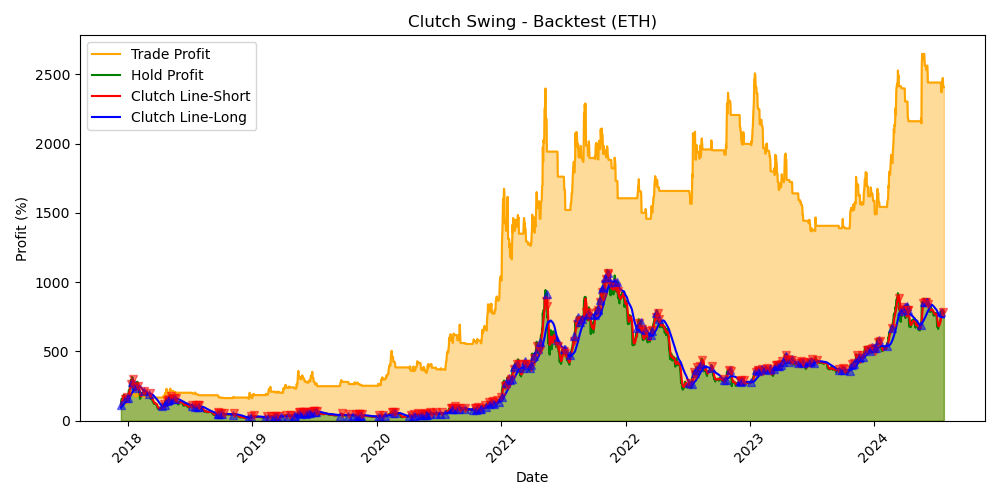 Clutch Swing - Backtest (ETH)
Trade Profit
Hold Profit
Clutch Line-Short
Clutch Line-Long
Profit (%)
2500
2000
1500
1000
500
0
2018
2019
2020
2021
2022
2023
2024
Date